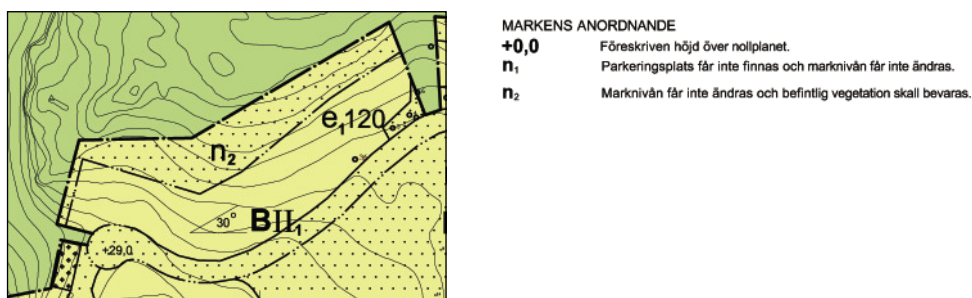 e₁120
n₂
30°
BII₁
+29,0
MARKENS ANORDNANDE
+0,0 Föreskriven höjd över nollplanet.
n₁ Parkeringsplats får inte finnas och marknivån får inte ändras.
n₂ Marknivån får inte ändras och befintlig vegetation skall bevaras.